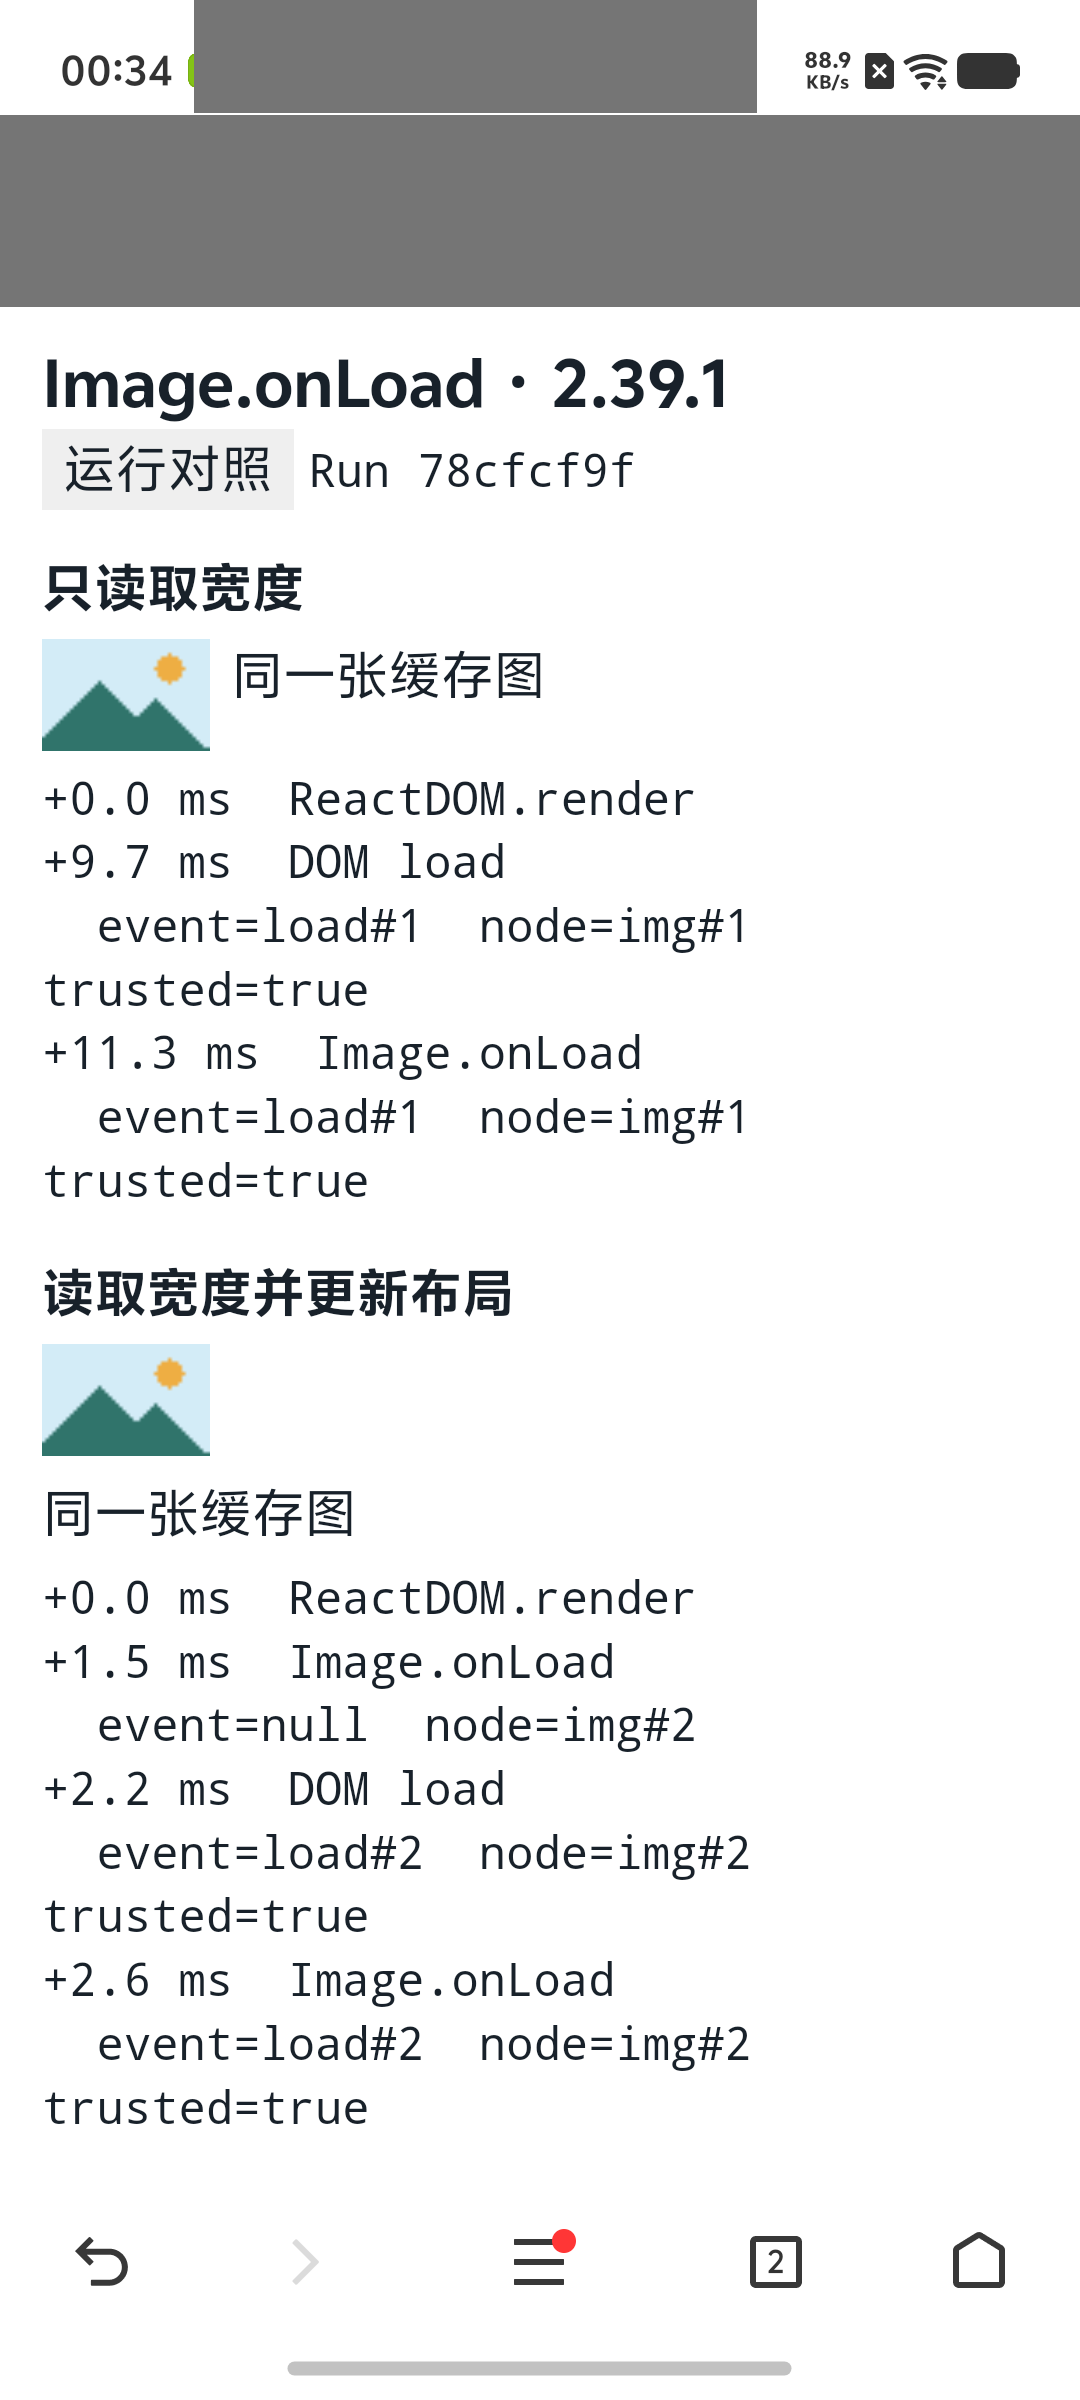 00:34
88.9
KB/s
Image.onLoad · 2.39.1
运行对照 Run 78cfcf9f
只读取宽度
同一张缓存图
+0.0 ms  ReactDOM.render
+9.7 ms  DOM load
  event=load#1  node=img#1
trusted=true
+11.3 ms  Image.onLoad
  event=load#1  node=img#1
trusted=true
读取宽度并更新布局
同一张缓存图
+0.0 ms  ReactDOM.render
+1.5 ms  Image.onLoad
  event=null  node=img#2
+2.2 ms  DOM load
  event=load#2  node=img#2
trusted=true
+2.6 ms  Image.onLoad
  event=load#2  node=img#2
trusted=true
2